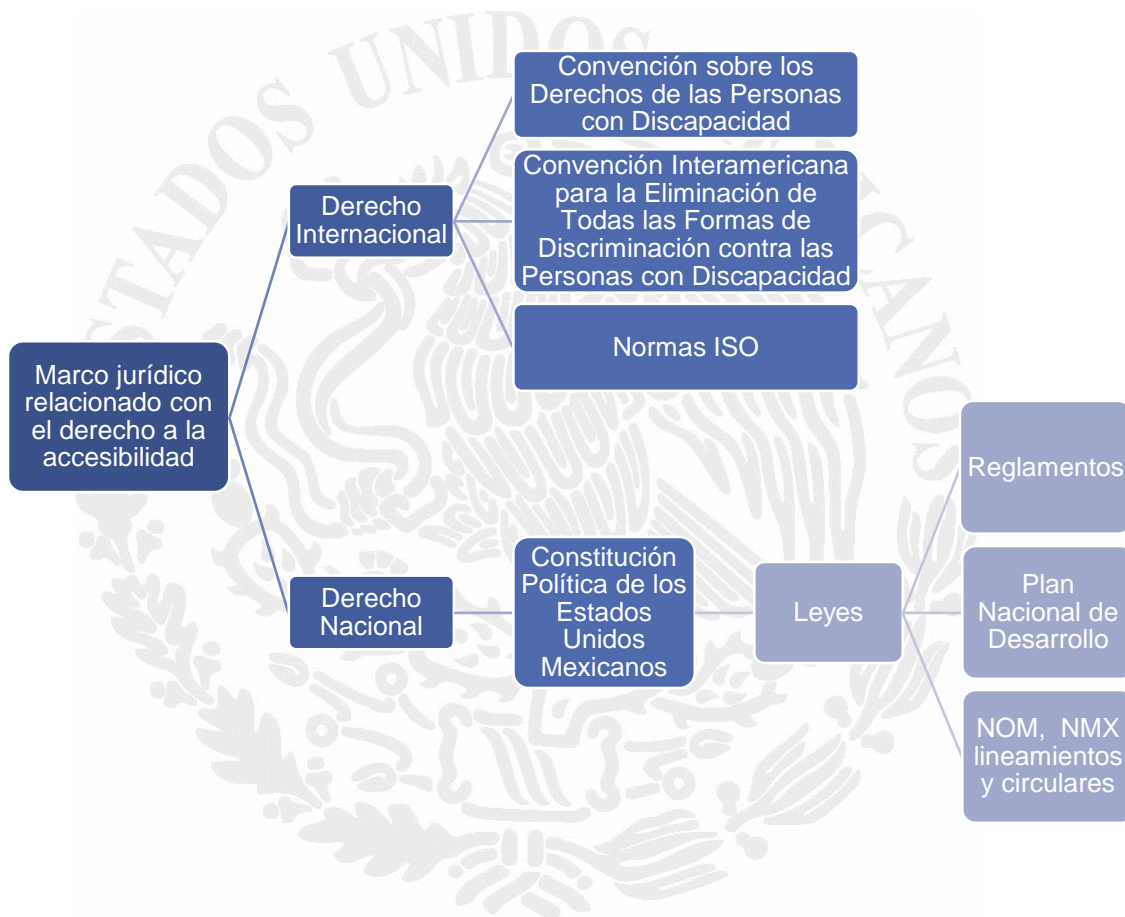 ESTADOS UNIDOS MEXICANOS
Convención sobre los
Derechos de las Personas
con Discapacidad
Convención Interamericana
para la Eliminación de
Todas las Formas de
Discriminación contra las
Personas con Discapacidad
Normas ISO
Derecho
Internacional
Marco jurídico
relacionado con
el derecho a la
accesibilidad
Derecho
Nacional
Constitución
Política de los
Estados
Unidos
Mexicanos
Leyes
Reglamentos
Plan
Nacional de
Desarrollo
NOM, NMX
lineamientos
y circulares